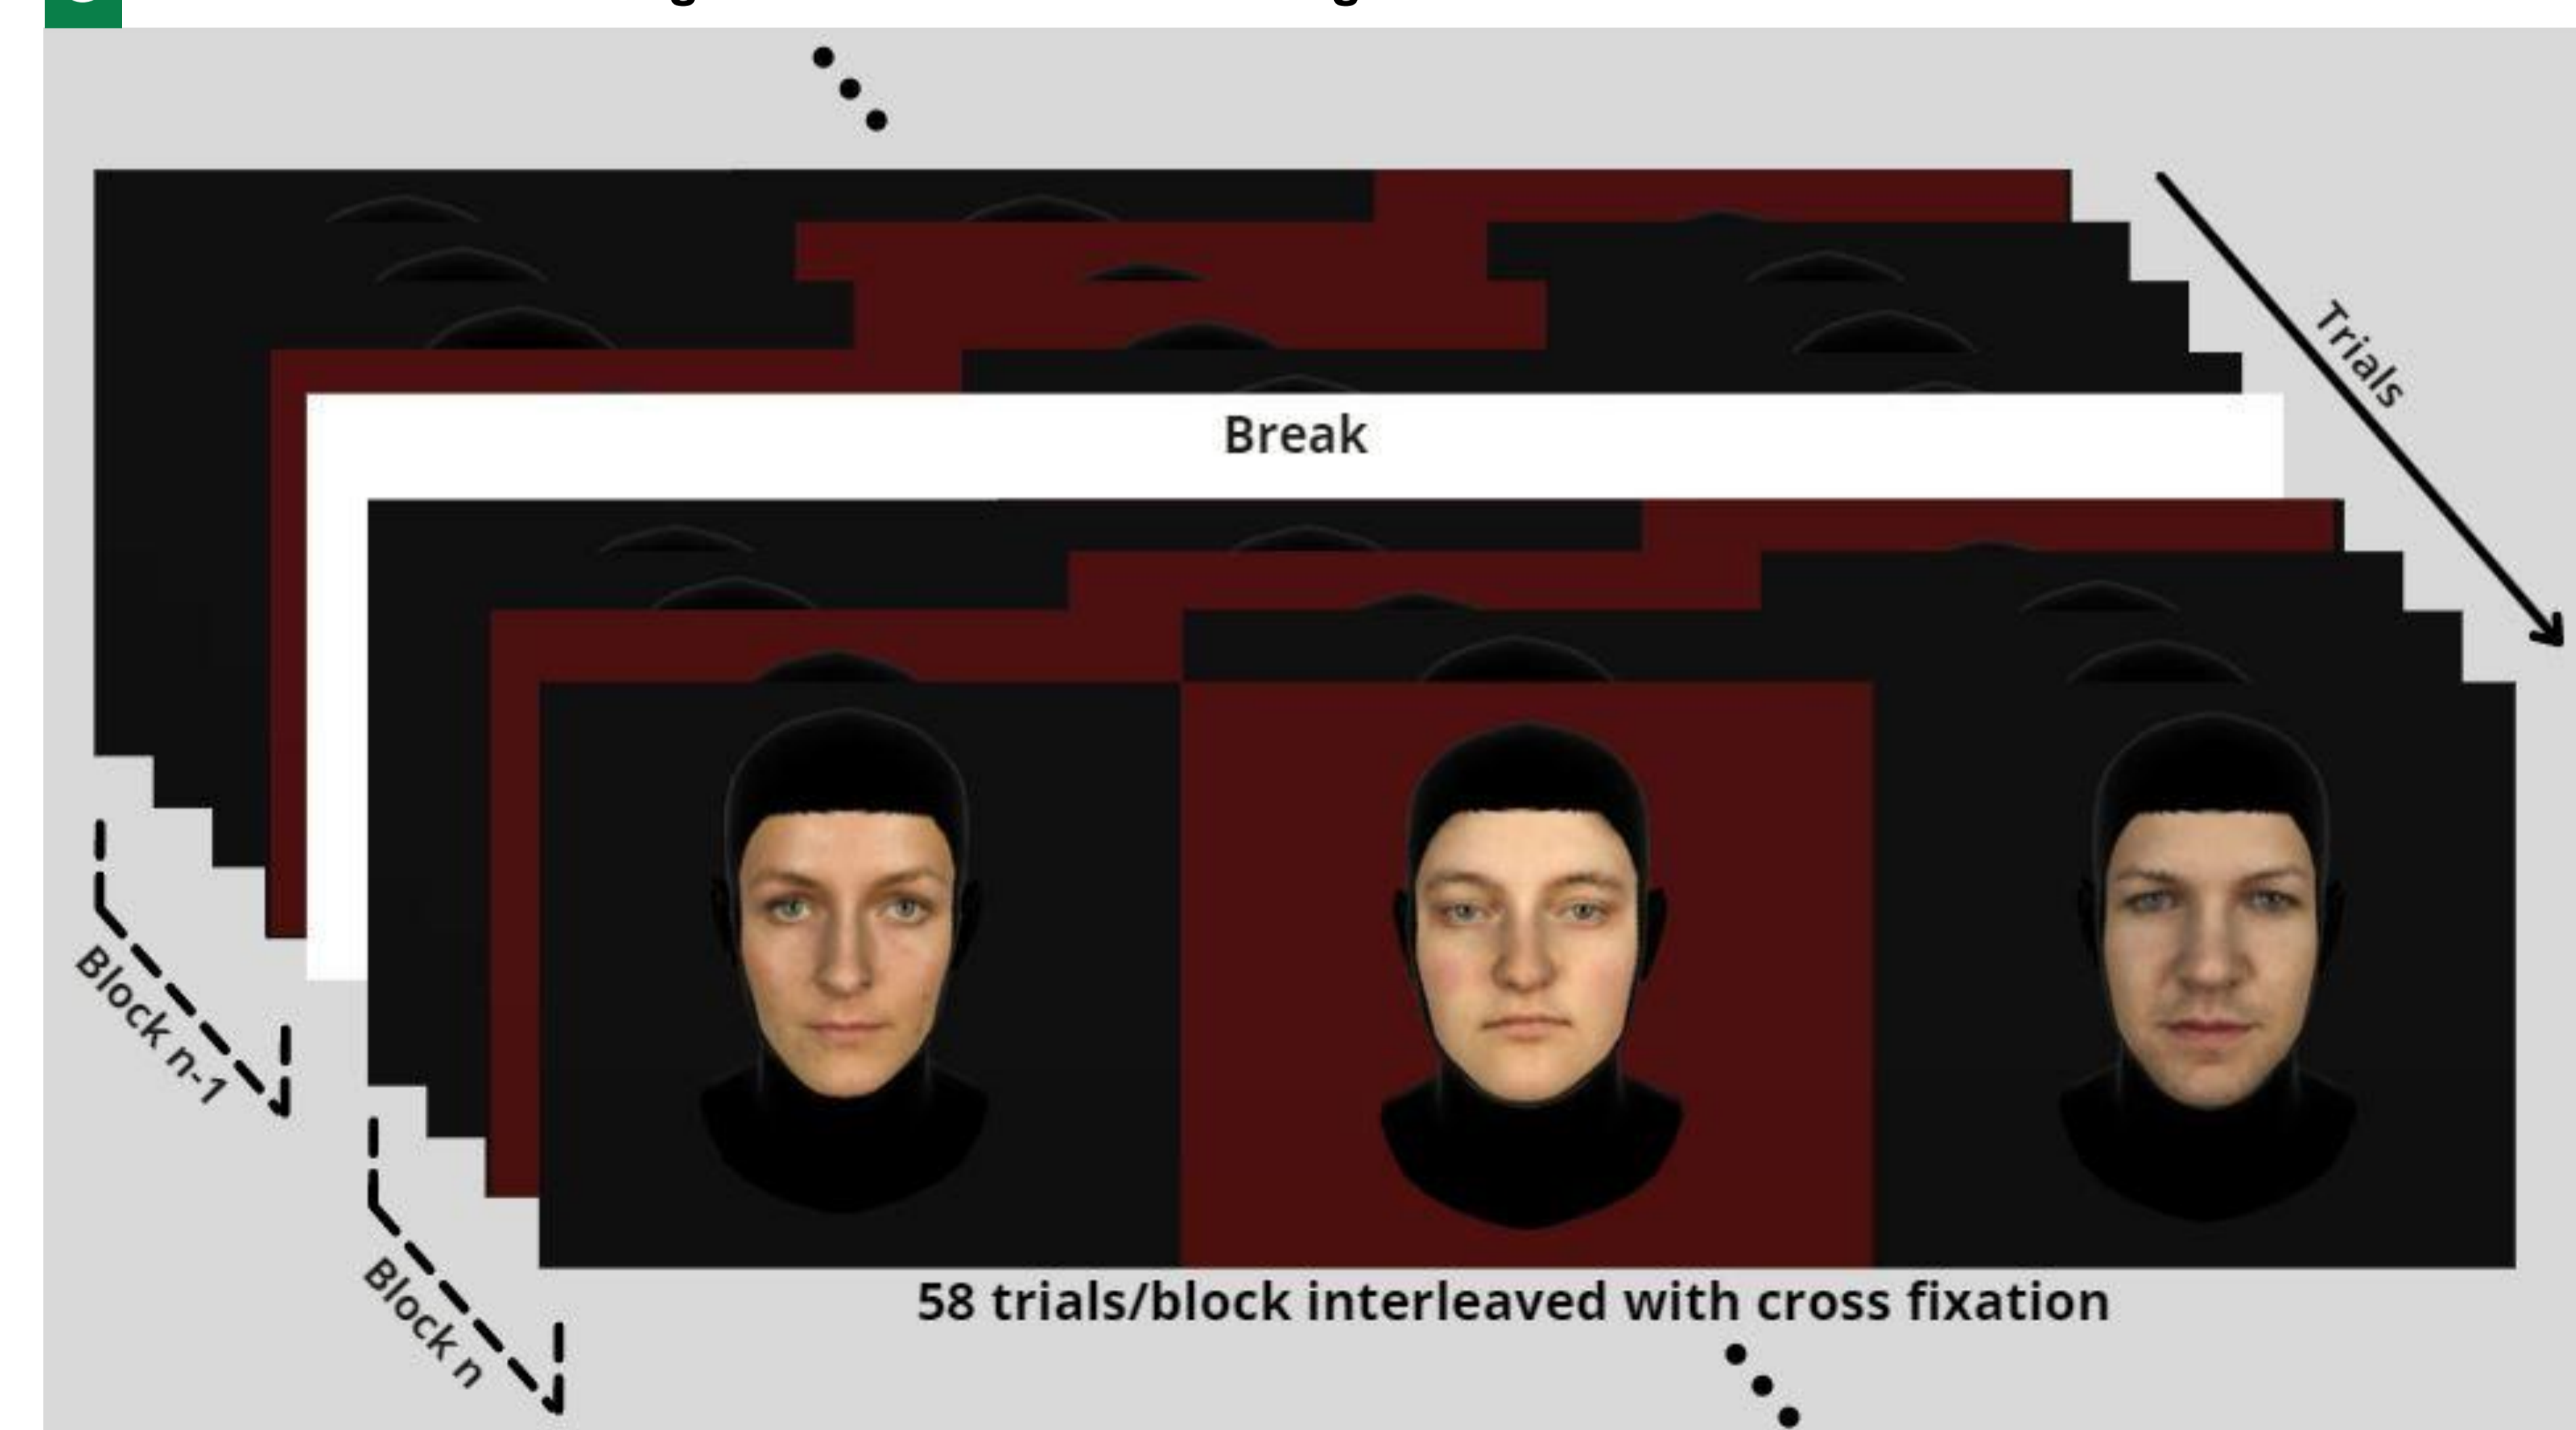 Break
Trials
Block n-1
Block n
58 trials/block interleaved with cross fixation